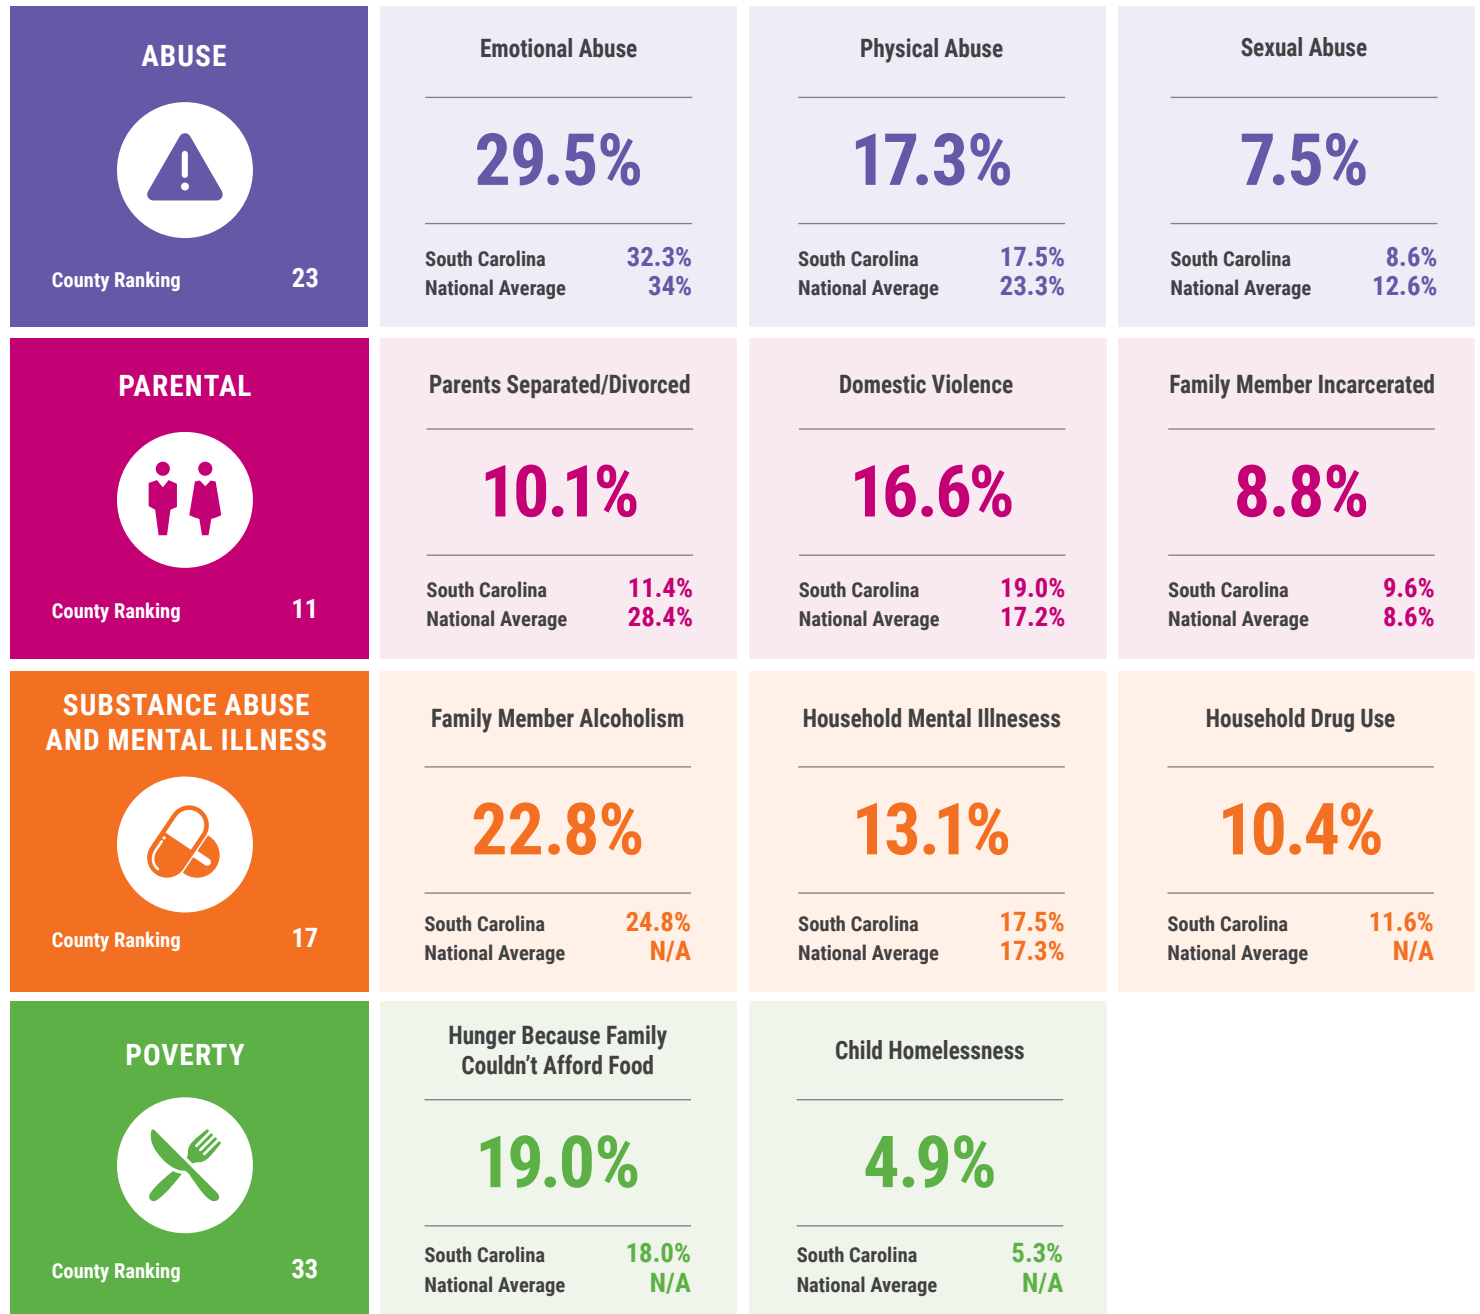 ABUSE
County Ranking 23
Emotional Abuse
29.5%
South Carolina 32.3%
National Average 34%
Physical Abuse
17.3%
South Carolina 17.5%
National Average 23.3%
Sexual Abuse
7.5%
South Carolina 8.6%
National Average 12.6%
PARENTAL
County Ranking 11
Parents Separated/Divorced
10.1%
South Carolina 11.4%
National Average 28.4%
Domestic Violence
16.6%
South Carolina 19.0%
National Average 17.2%
Family Member Incarcerated
8.8%
South Carolina 9.6%
National Average 8.6%
SUBSTANCE ABUSE
AND MENTAL ILLNESS
County Ranking 17
Family Member Alcoholism
22.8%
South Carolina 24.8%
National Average N/A
Household Mental Illnesess
13.1%
South Carolina 17.5%
National Average 17.3%
Household Drug Use
10.4%
South Carolina 11.6%
National Average N/A
POVERTY
County Ranking 33
Hunger Because Family
Couldn’t Afford Food
19.0%
South Carolina 18.0%
National Average N/A
Child Homelessness
4.9%
South Carolina 5.3%
National Average N/A